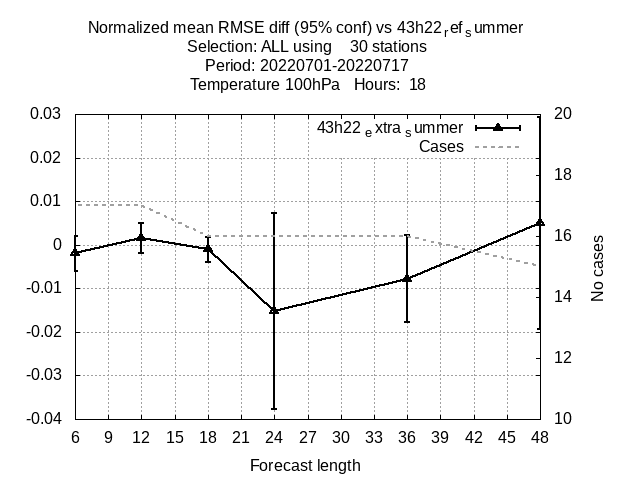 Normalized mean RMSE diff (95% conf) vs 43h22refsummer
Selection: ALL using 30 stations
Period: 20220701-20220717
Temperature 100hPa Hours: 18
43h22extrasummer
Cases
0.03
0.02
0.01
0
-0.01
-0.02
-0.03
-0.04
20
18
16
14
12
10
No cases
6 9 12 15 18 21 24 27 30 33 36 39 42 45 48
Forecast length